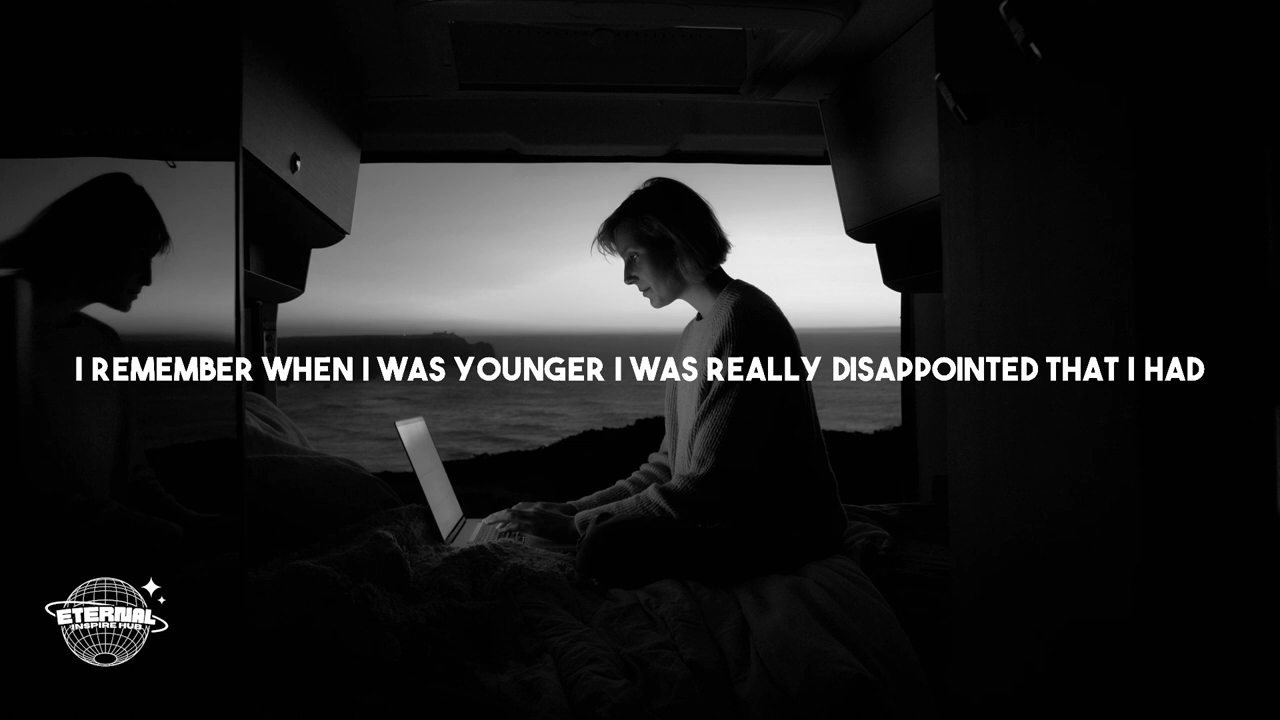 I REMEMBER WHEN I WAS YOUNGER I WAS REALLY DISAPPOINTED THAT I HAD
ETERNAL
INSPIRE HUB